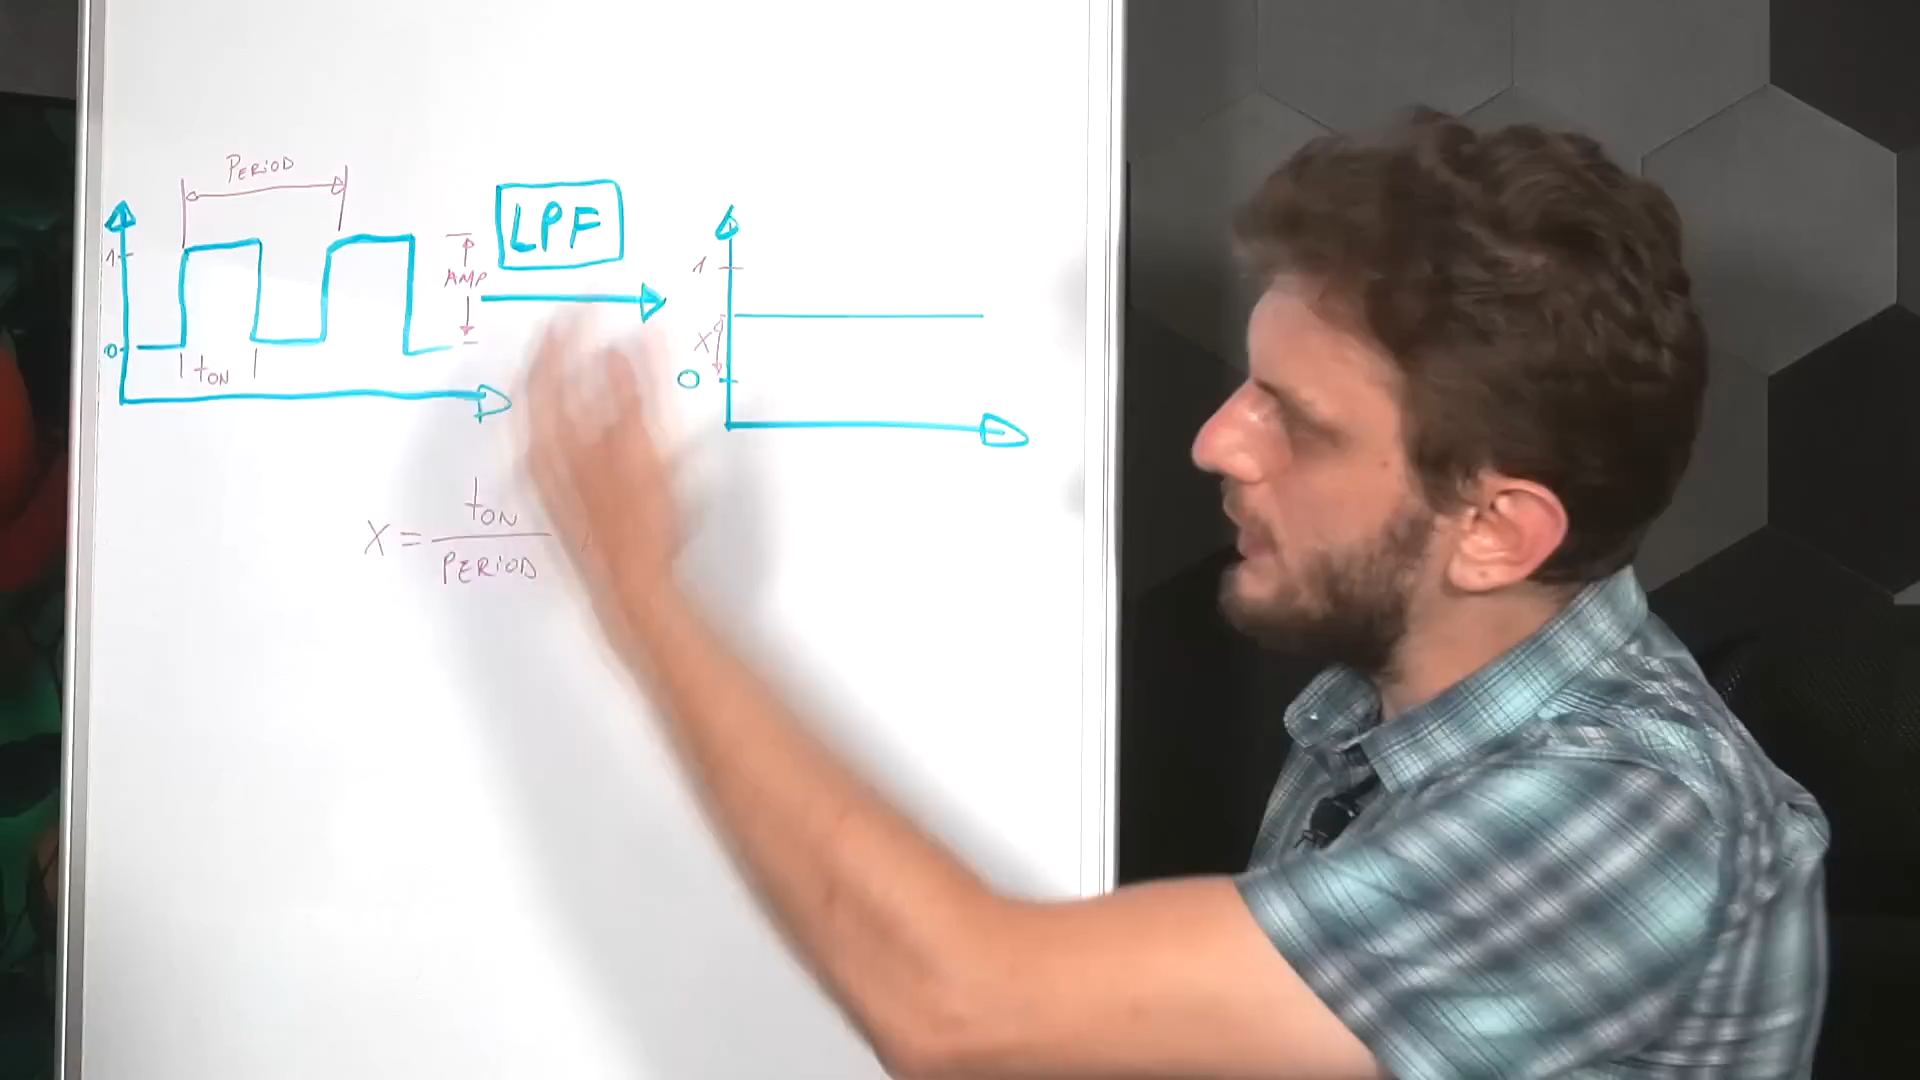 PERIOD
1
0
tON
AMP
LPF
1
X
0
X = tON
PERIOD